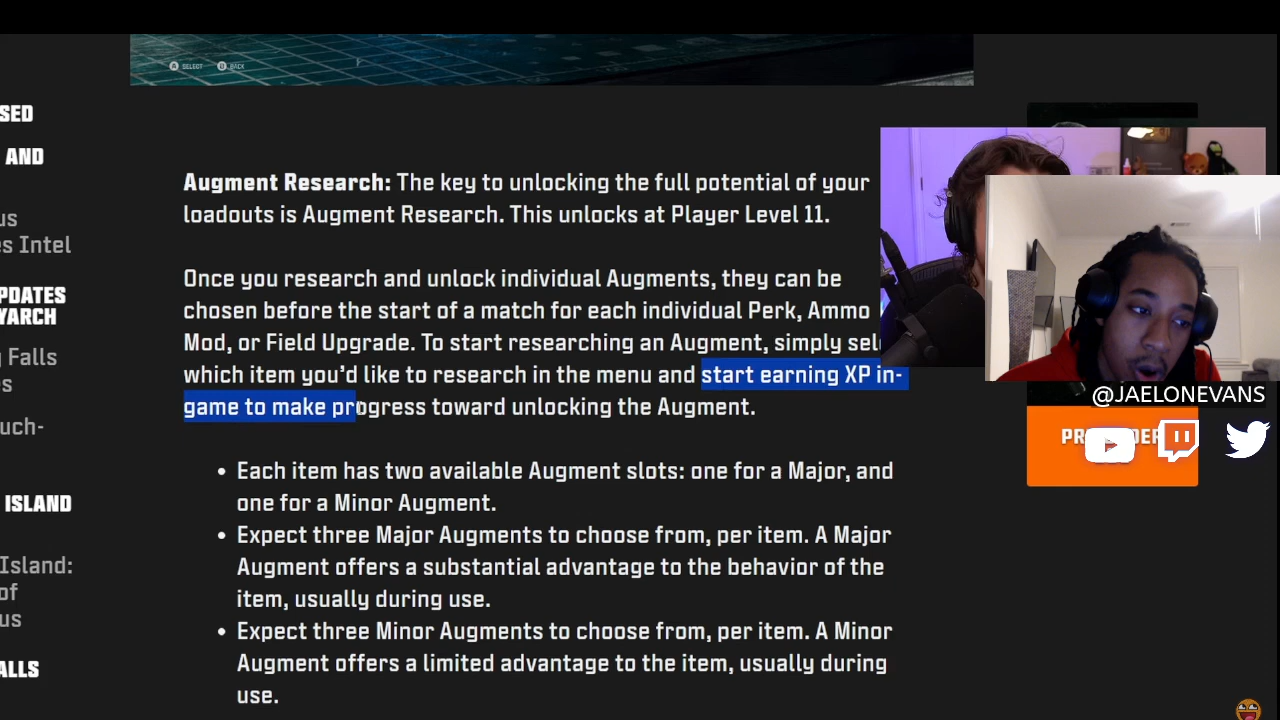 SELECT BACK
SED
AND
us
es Intel
PDATES
YARCH
Falls
es
uch-
ISLAND
Island:
of
us
ALLS
Augment Research: The key to unlocking the full potential of your
loadouts is Augment Research. This unlocks at Player Level 11.
Once you research and unlock individual Augments, they can be
chosen before the start of a match for each individual Perk, Ammo
Mod, or Field Upgrade. To start researching an Augment, simply sel
which item you'd like to research in the menu and start earning XP in-
game to make progress toward unlocking the Augment.
• Each item has two available Augment slots: one for a Major, and
one for a Minor Augment.
• Expect three Major Augments to choose from, per item. A Major
Augment offers a substantial advantage to the behavior of the
item, usually during use.
• Expect three Minor Augments to choose from, per item. A Minor
Augment offers a limited advantage to the item, usually during
use.
@JAELONEVANS
PR DER